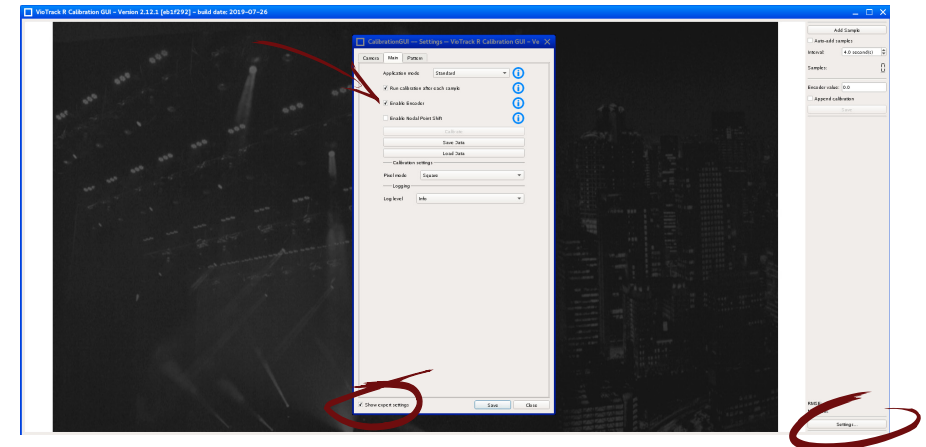 VioTrack R Calibration GUI - Version 2.12.1 [eb1f292] - build date: 2019-07-26
CalibrationGUI — Settings — VioTrack R Calibration GUI - Ve
Camera Main Pattern
Application mode Standard
Run calibration after each sample
Enable Encoder
Enable Nodal Point Shift
Calibrate
Save Data
Load Data
Calibration settings
Pixel mode Square
Logging
Log level Info
Show expert settings
Save Close
Add Sample
Auto-add samples
Interval: 4.0 second(s)
Samples:
Encoder value: 0.0
Append calibration
Save
RMSE:
Settings...